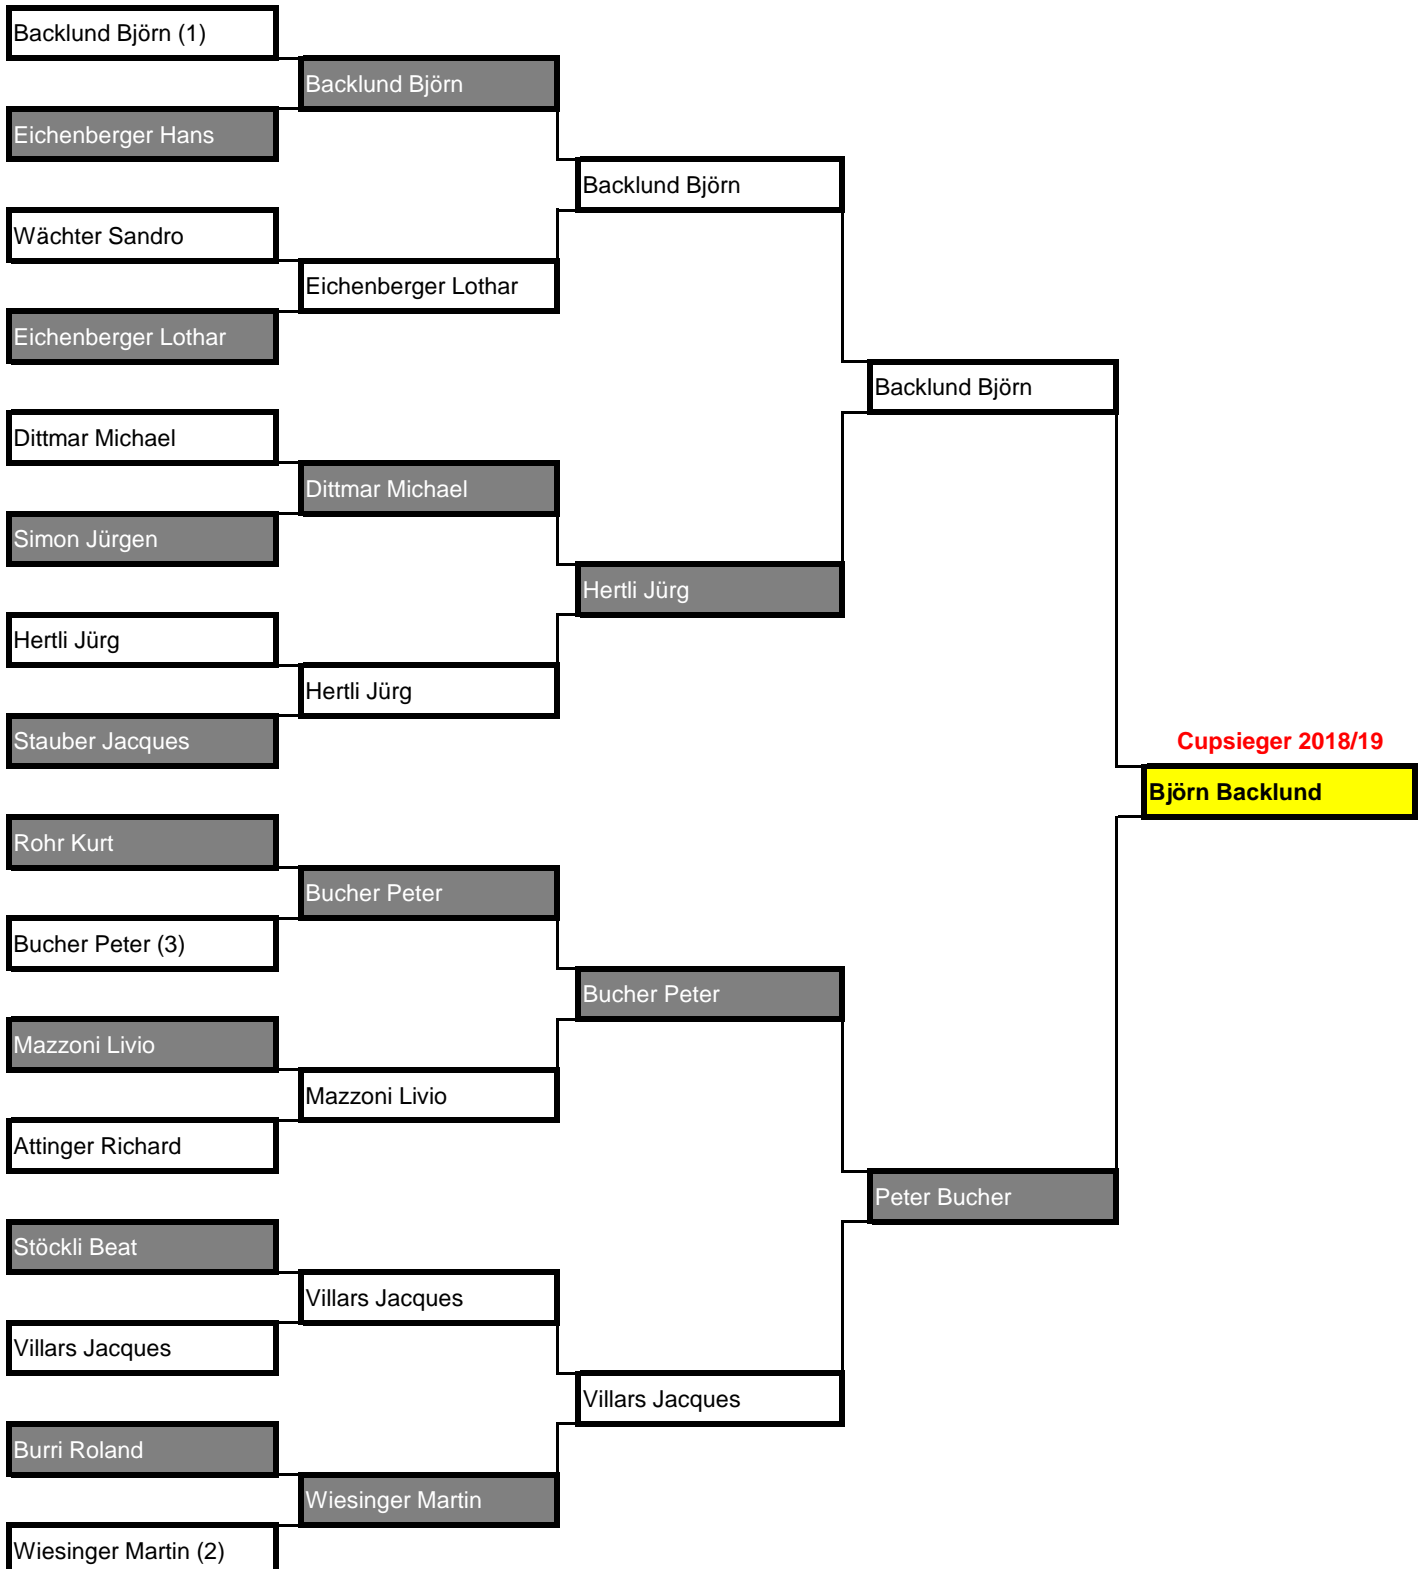 Backlund Björn (1)
Backlund Björn
Eichenberger Hans
Backlund Björn
Wächter Sandro
Eichenberger Lothar
Eichenberger Lothar
Backlund Björn
Dittmar Michael
Dittmar Michael
Simon Jürgen
Hertli Jürg
Hertli Jürg
Hertli Jürg
Stauber Jacques
Cupsieger 2018/19
Björn Backlund
Rohr Kurt
Bucher Peter
Bucher Peter (3)
Bucher Peter
Mazzoni Livio
Mazzoni Livio
Attinger Richard
Peter Bucher
Stöckli Beat
Villars Jacques
Villars Jacques
Villars Jacques
Burri Roland
Wiesinger Martin
Wiesinger Martin (2)